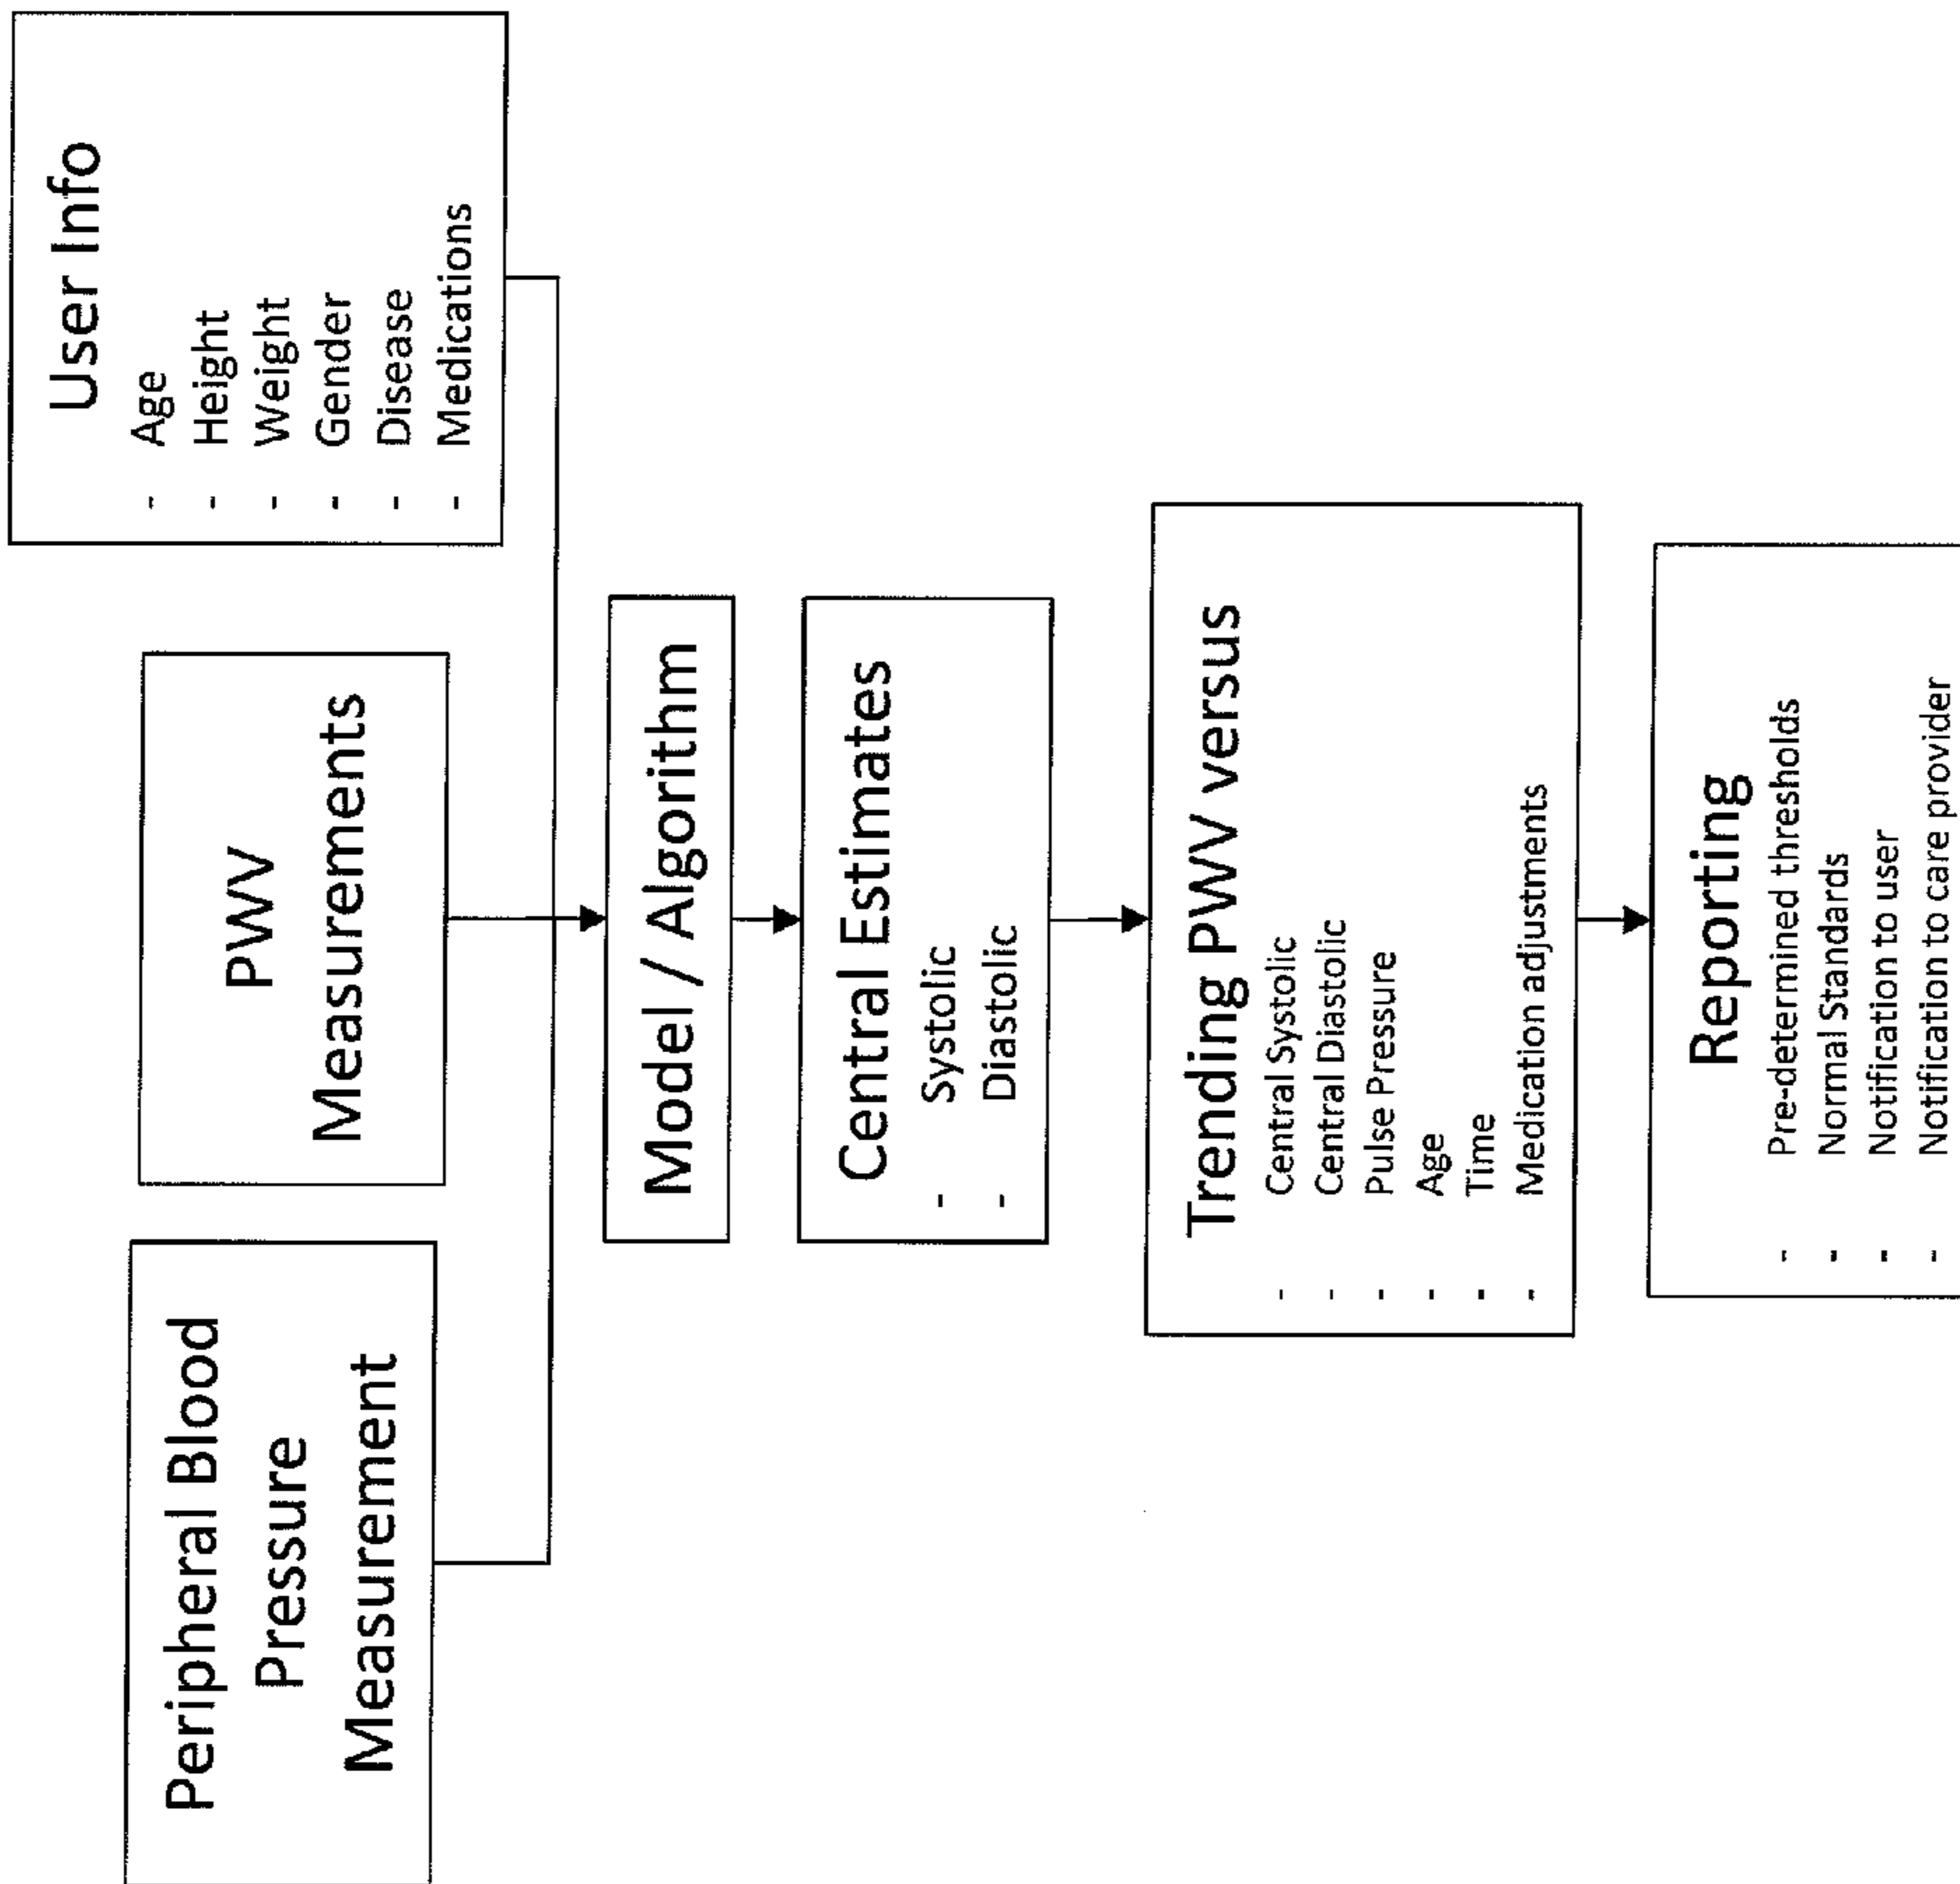 Peripheral Blood
Pressure
Measurement
PWV
Measurements
User Info
- Age
- Height
- Weight
- Gender
- Disease
- Medications
Model / Algorithm
Central Estimates
- Systolic
- Diastolic
Trending PWV versus
- Central Systolic
- Central Diastolic
- Pulse Pressure
- Age
- Time
- Medication adjustments
Reporting
- Pre-determined thresholds
- Normal Standards
- Notification to user
- Notification to care provider